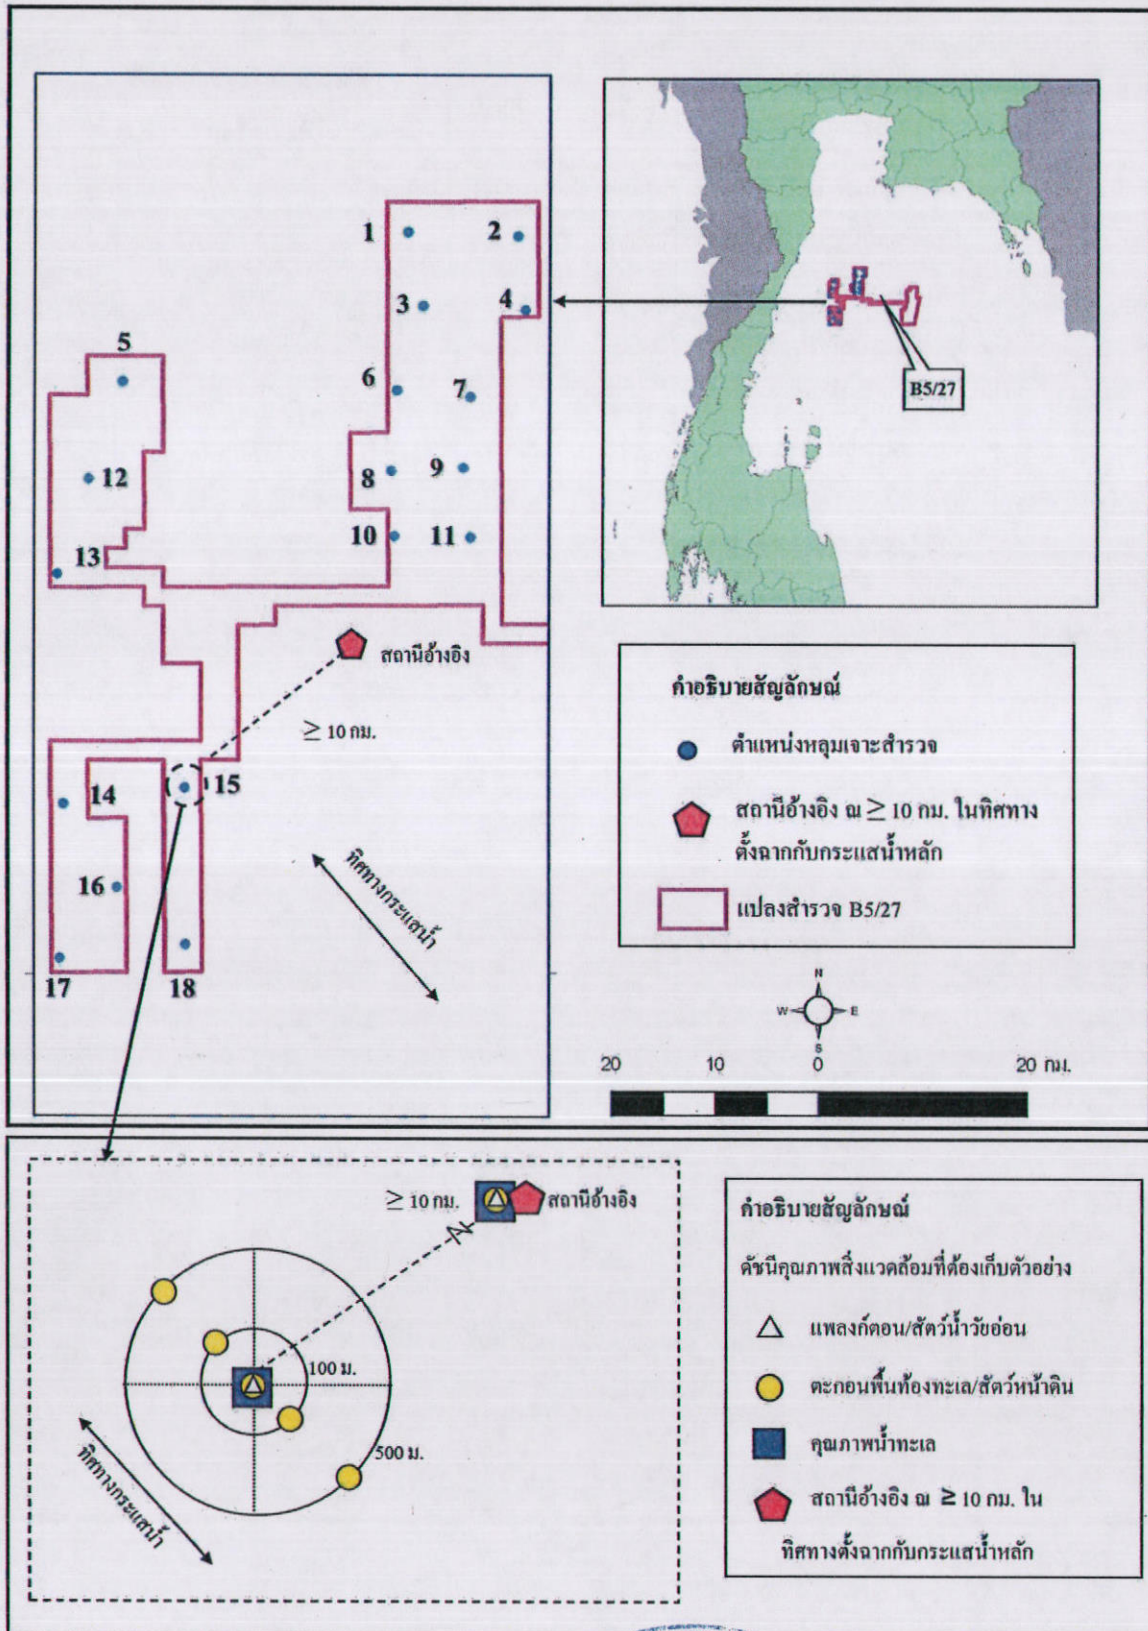 1
2
3
4
5
6
7
8
9
10
11
12
13
14
15
16
17
18
สถานีอ้างอิง
≥ 10 กม.
ทิศทางกระแสน้ำ
B5/27
คำอธิบายสัญลักษณ์
ตำแหน่งหลุมเจาะสำรวจ
สถานีอ้างอิง ณ ≥ 10 กม. ในทิศทาง
ตั้งฉากกับกระแสน้ำหลัก
แปลงสำรวจ B5/27
N
W E
S
20 10 0 20 กม.
≥ 10 กม.
สถานีอ้างอิง
100 ม.
500 ม.
ทิศทางกระแสน้ำ
คำอธิบายสัญลักษณ์
ดัชนีคุณภาพสิ่งแวดล้อมที่ต้องเก็บตัวอย่าง
แพลงก์ตอน/สัตว์น้ำวัยอ่อน
ตะกอนพื้นท้องทะเล/สัตว์หน้าดิน
คุณภาพน้ำทะเล
สถานีอ้างอิง ณ ≥ 10 กม. ใน
ทิศทางตั้งฉากกับกระแสน้ำหลัก